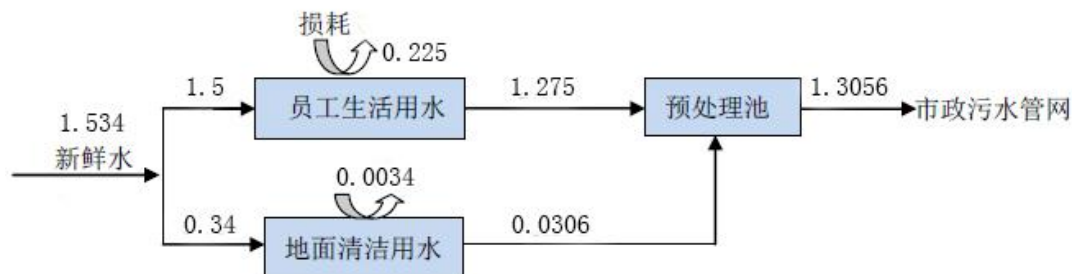 损耗
0.225
1.5
员工生活用水
1.275
预处理池
1.3056
市政污水管网
1.534
新鲜水
0.0034
0.34
地面清洁用水
0.0306